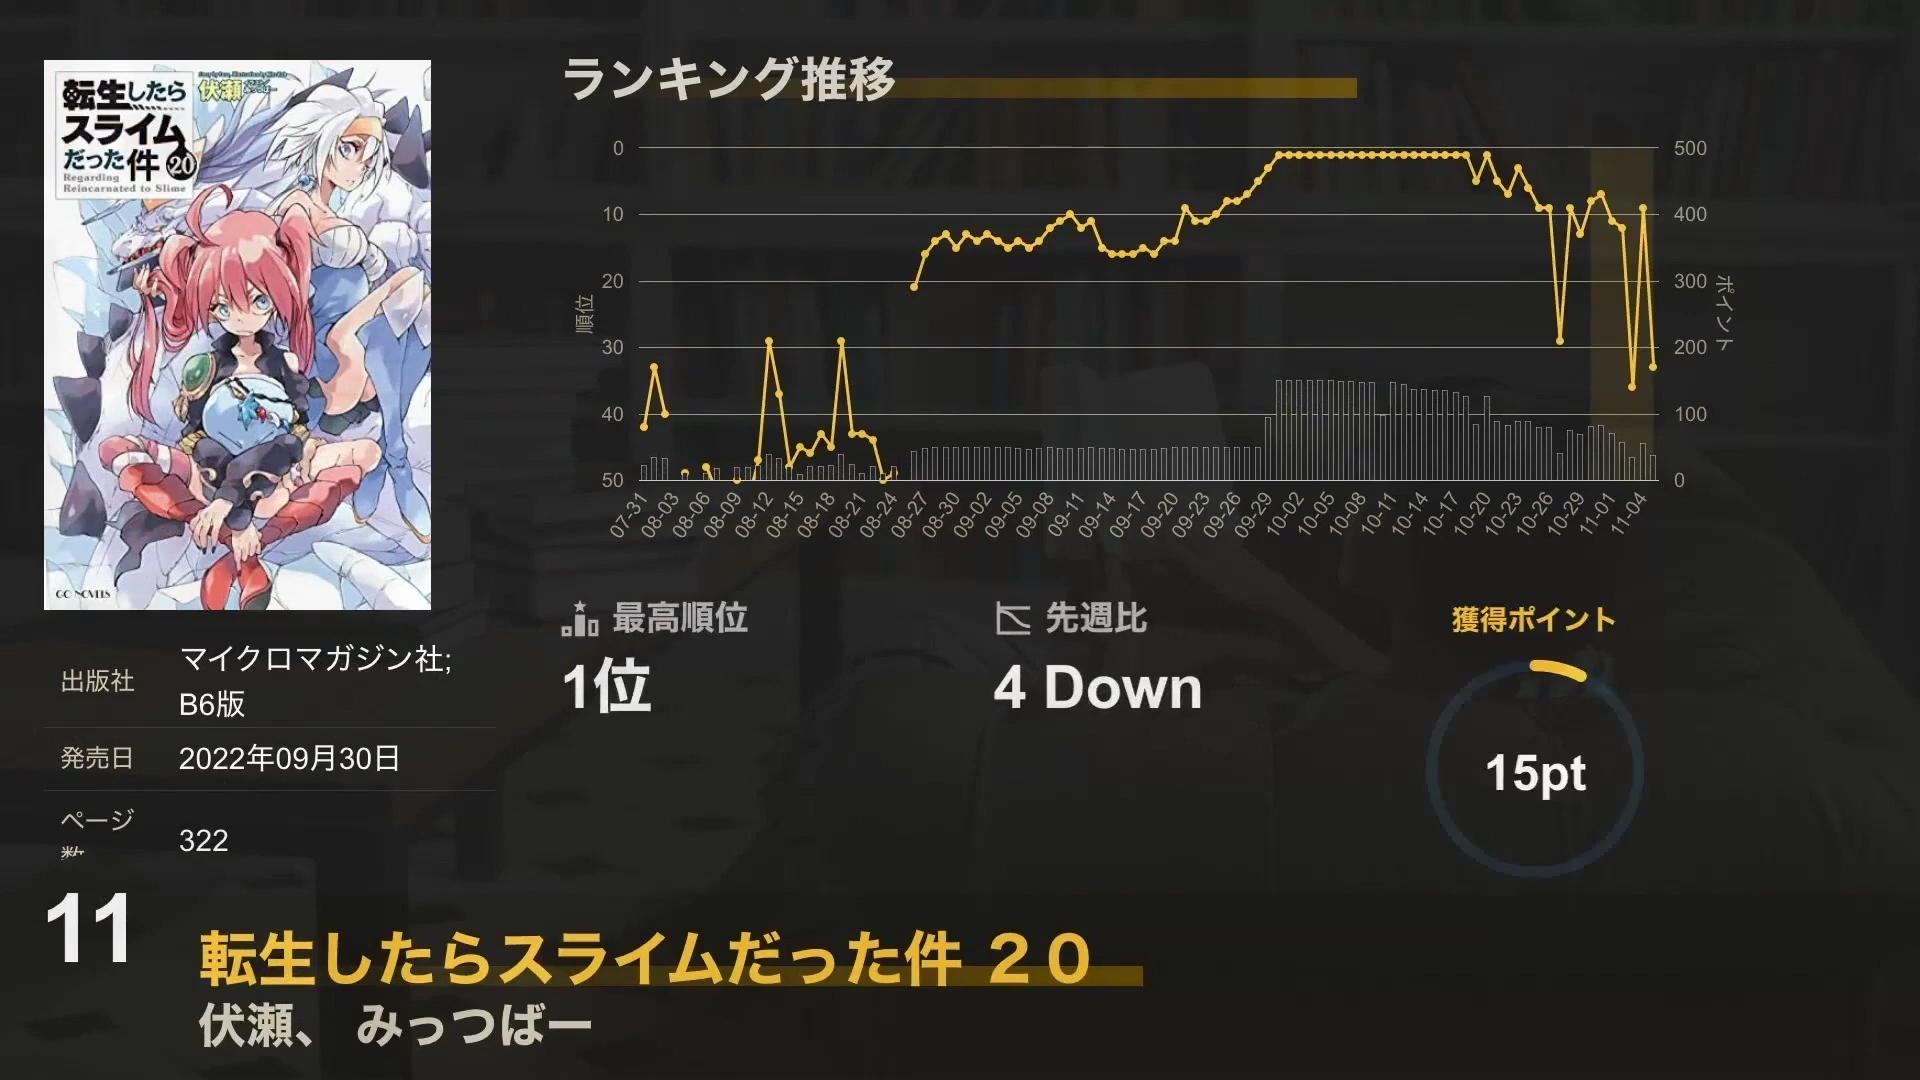 転生したら
スライム
だった件 20
Regarding
Reincarnated to Slime
伏瀬
GC NOVELS
ランキング推移
0
10
20
30
40
50
順位
500
400
300
200
100
0
ポイント
07-31
08-03
08-06
08-09
08-12
08-15
08-18
08-21
08-24
08-27
08-30
09-02
09-05
09-08
09-11
09-14
09-17
09-20
09-23
09-26
09-29
10-02
10-05
10-08
10-11
10-14
10-17
10-20
10-23
10-26
10-29
11-01
11-04
出版社
マイクロマガジン社;
B6版
発売日
2022年09月30日
ページ
数
322
最高順位
1位
先週比
4 Down
獲得ポイント
15pt
11
転生したらスライムだった件 ２０
伏瀬、 みっつばー